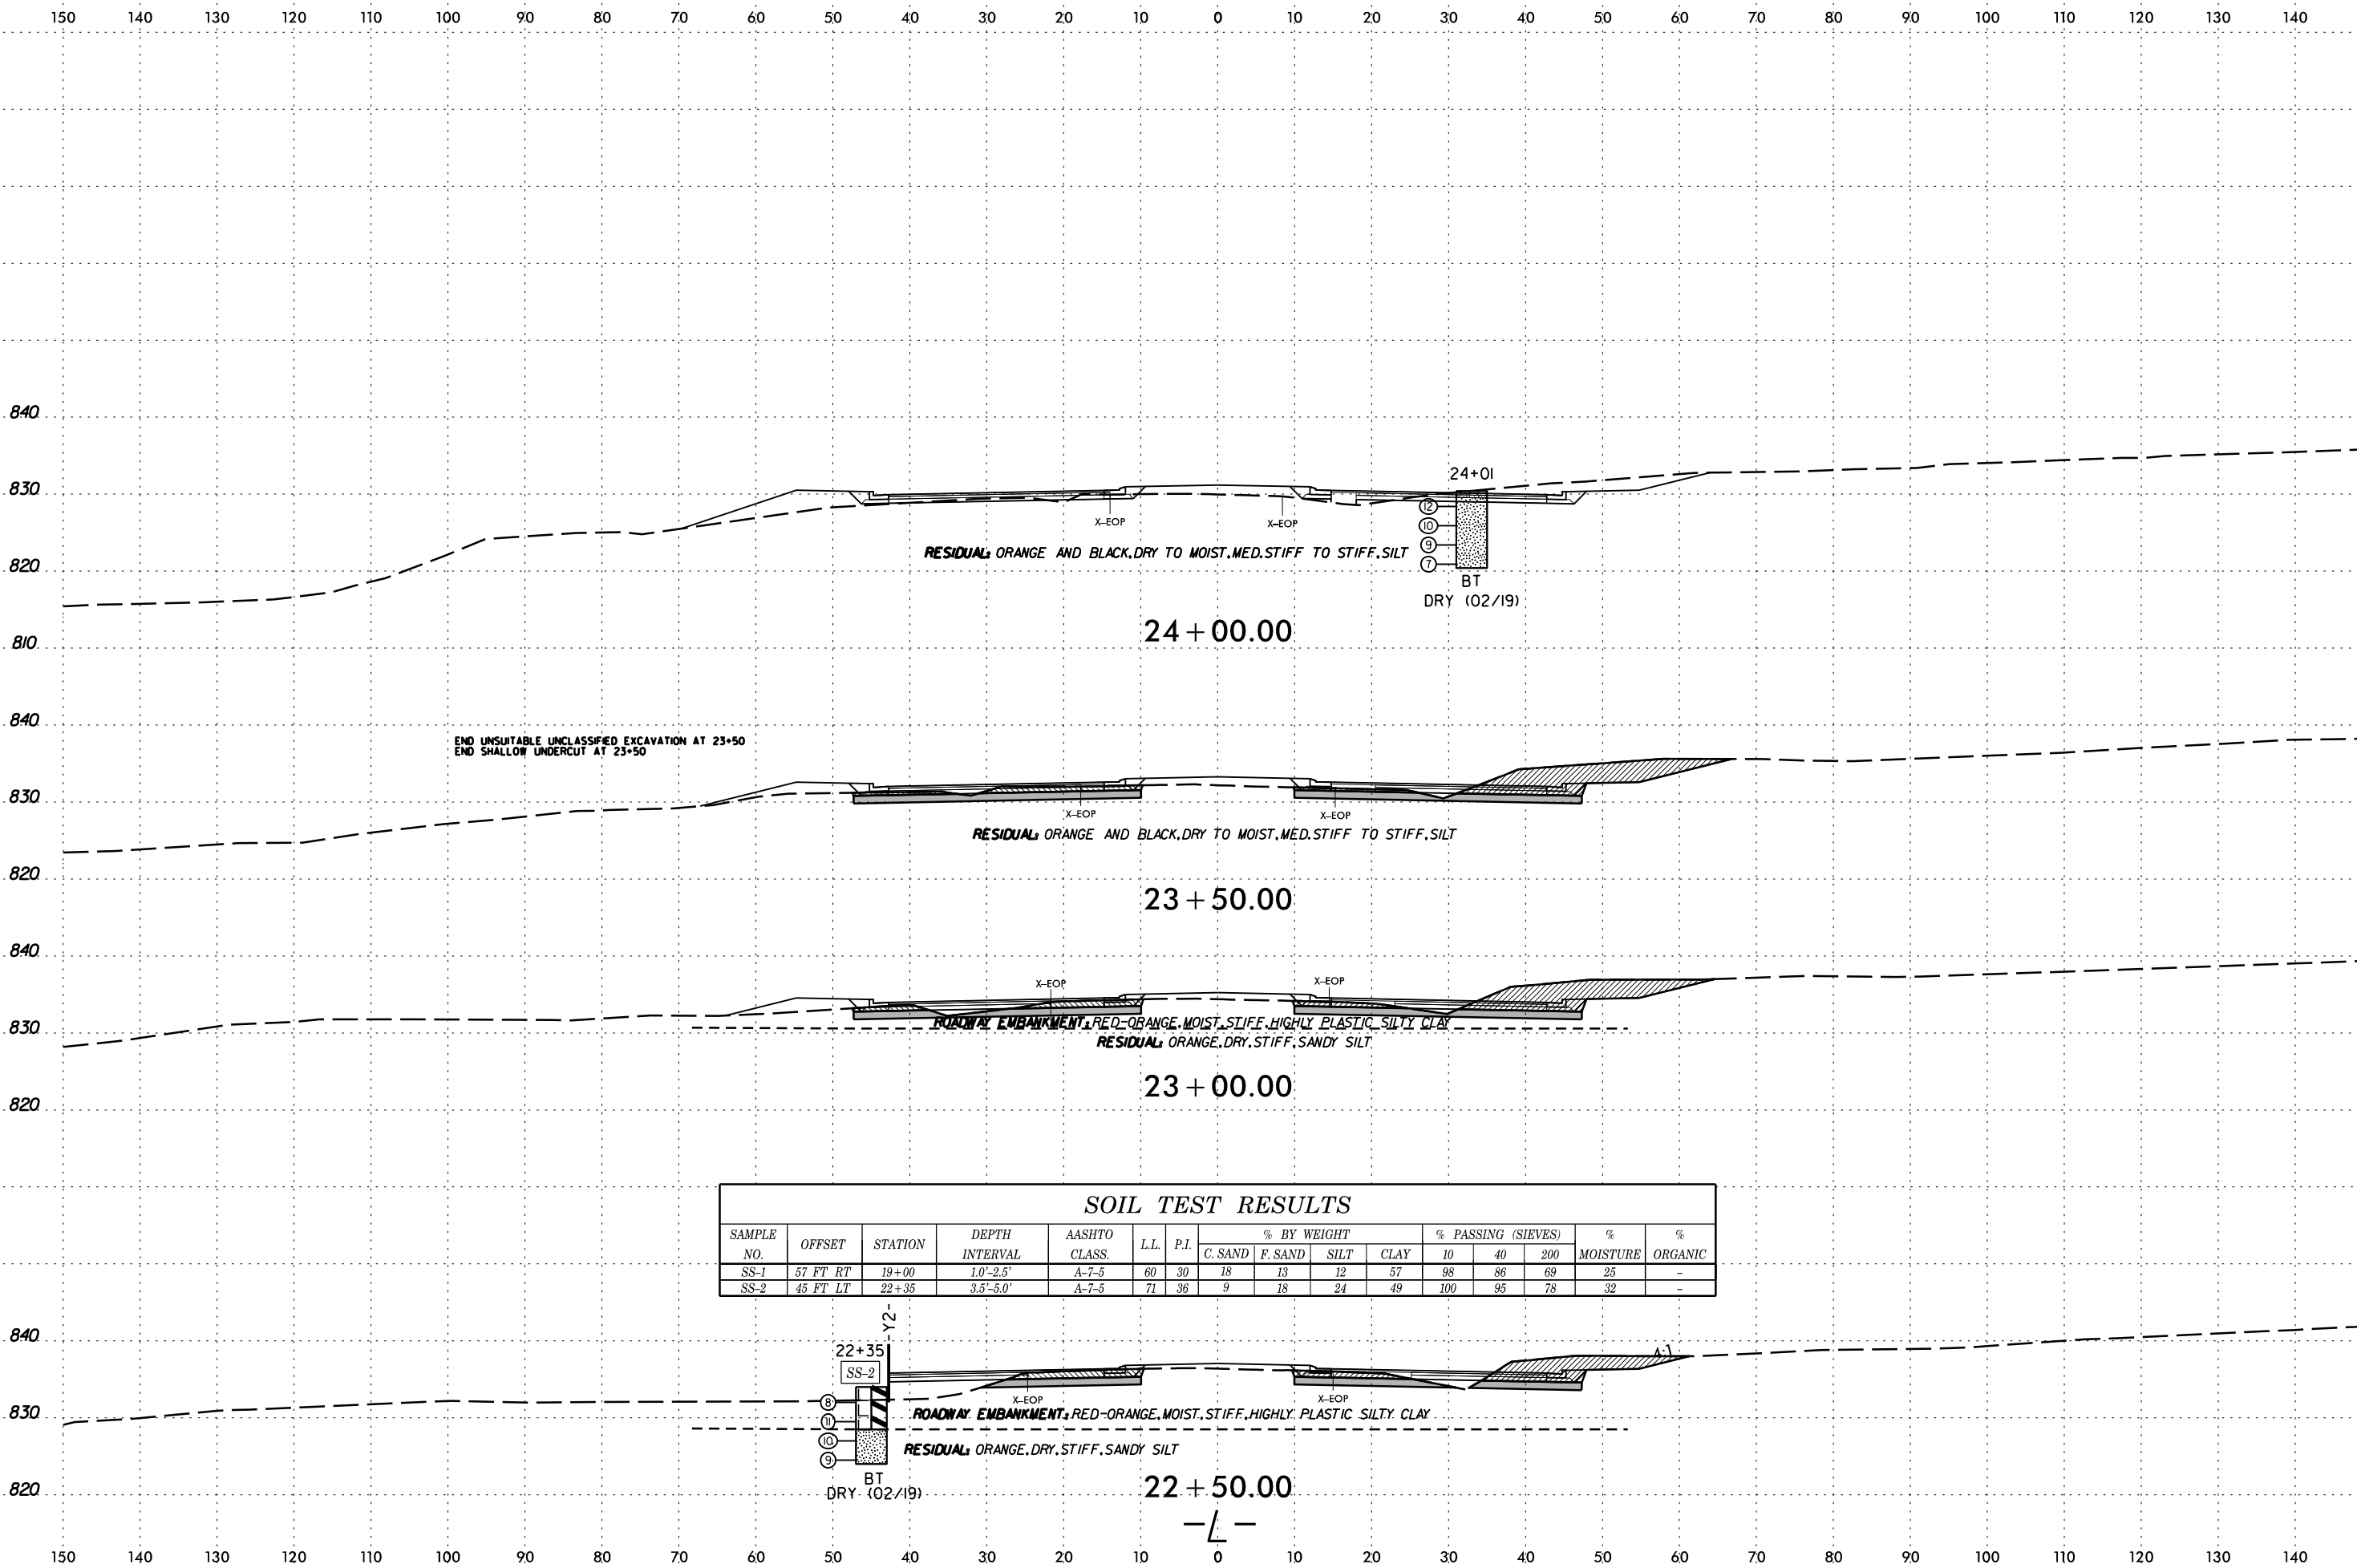 150 140 130 120 110 100 90 80 70 60 50 40 30 20 10 0 10 20 30 40 50 60 70 80 90 100 110 120 130 140
840
24+01
830
12
X-EOP X-EOP
10
RESIDUAL: ORANGE AND BLACK,DRY TO MOIST,MED.STIFF TO STIFF,SILT
9
7
820
BT
DRY (02/19)
24+00.00
810
840
END UNSUITABLE UNCLASSIFIED EXCAVATION AT 23+50
END SHALLOW UNDERCUT AT 23+50
830
X-EOP X-EOP
RESIDUAL: ORANGE AND BLACK,DRY TO MOIST,MED.STIFF TO STIFF,SILT
820
23+50.00
840
X-EOP X-EOP
830
ROADWAY EMBANKMENT: RED-ORANGE,MOIST,STIFF,HIGHLY PLASTIC SILTY CLAY
RESIDUAL: ORANGE,DRY,STIFF,SANDY SILT
23+00.00
820
SOIL TEST RESULTS
SAMPLE NO. OFFSET STATION DEPTH INTERVAL AASHTO CLASS. L.L. P.I. % BY WEIGHT % PASSING (SIEVES) % MOISTURE % ORGANIC
C. SAND F. SAND SILT CLAY 10 40 200
SS-1 57 FT RT 19+00 1.0'-2.5' A-7-5 60 30 18 13 12 57 98 86 69 25 -
SS-2 45 FT LT 22+35 3.5'-5.0' A-7-5 71 36 9 18 24 49 100 95 78 32 -
-Y2-
840
22+35
4:1
SS-2
8
X-EOP X-EOP
830
ROADWAY EMBANKMENT: RED-ORANGE,MOIST,STIFF,HIGHLY PLASTIC SILTY CLAY
11
10
RESIDUAL: ORANGE,DRY,STIFF,SANDY SILT
9
BT
DRY (02/19)
22+50.00
820
-L-
150 140 130 120 110 100 90 80 70 60 50 40 30 20 10 0 10 20 30 40 50 60 70 80 90 100 110 120 130 140